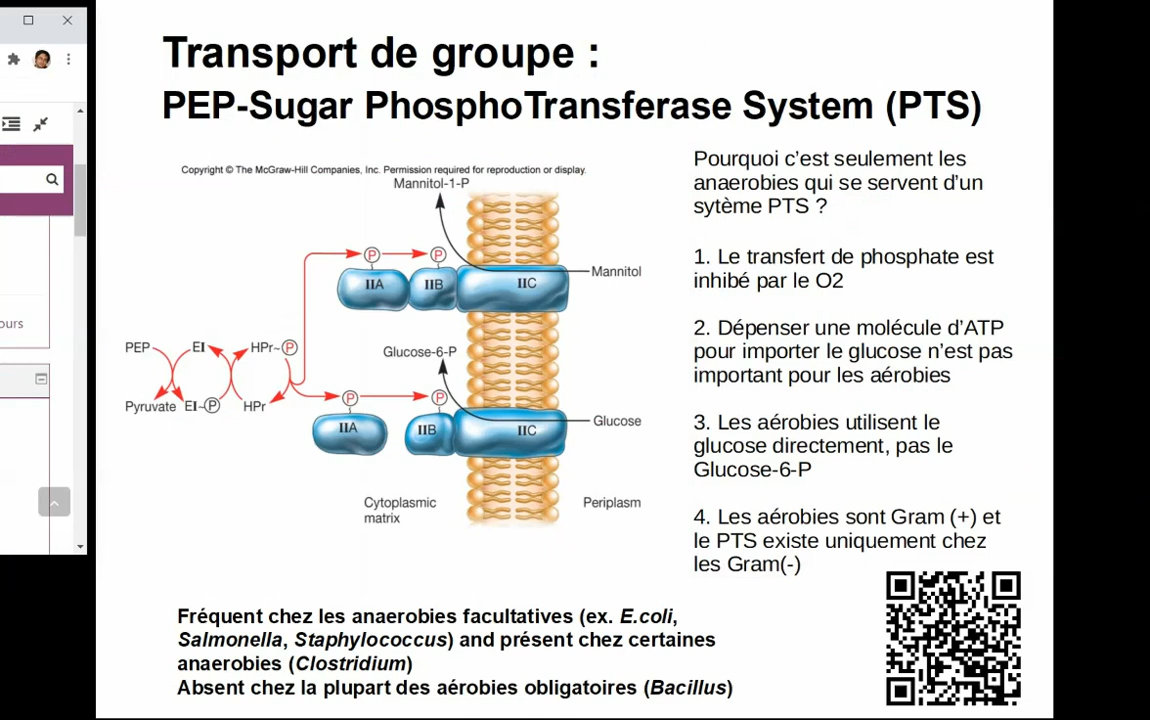 Transport de groupe :
PEP-Sugar PhosphoTransferase System (PTS)
Copyright © The McGraw-Hill Companies, Inc. Permission required for reproduction or display.
Mannitol-1-P
P
P
IIA
IIB
IIC
Mannitol
Glucose-6-P
PEP
EI
HPr~P
Pyruvate
EI~P
HPr
P
P
IIA
IIB
IIC
Glucose
Cytoplasmic
matrix
Periplasm
Pourquoi c’est seulement les
anaerobies qui se servent d’un
sytème PTS ?
1. Le transfert de phosphate est
inhibé par le O2
2. Dépenser une molécule d’ATP
pour importer le glucose n’est pas
important pour les aérobies
3. Les aérobies utilisent le
glucose directement, pas le
Glucose-6-P
4. Les aérobies sont Gram (+) et
le PTS existe uniquement chez
les Gram(-)
Fréquent chez les anaerobies facultatives (ex. E.coli,
Salmonella, Staphylococcus) and présent chez certaines
anaerobies (Clostridium)
Absent chez la plupart des aérobies obligatoires (Bacillus)
ours